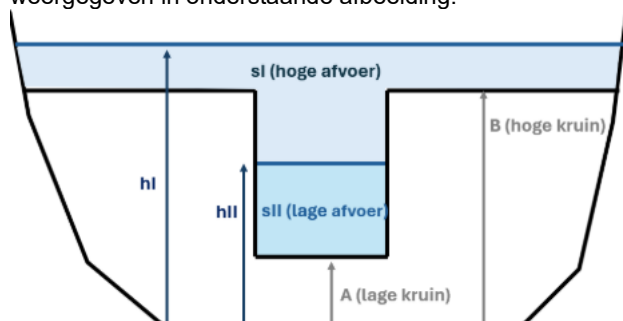 weergegeven in onderstaande afbeelding:
sI (hoge afvoer)
B (hoge kruin)
hI
hII
sII (lage afvoer)
A (lage kruin)